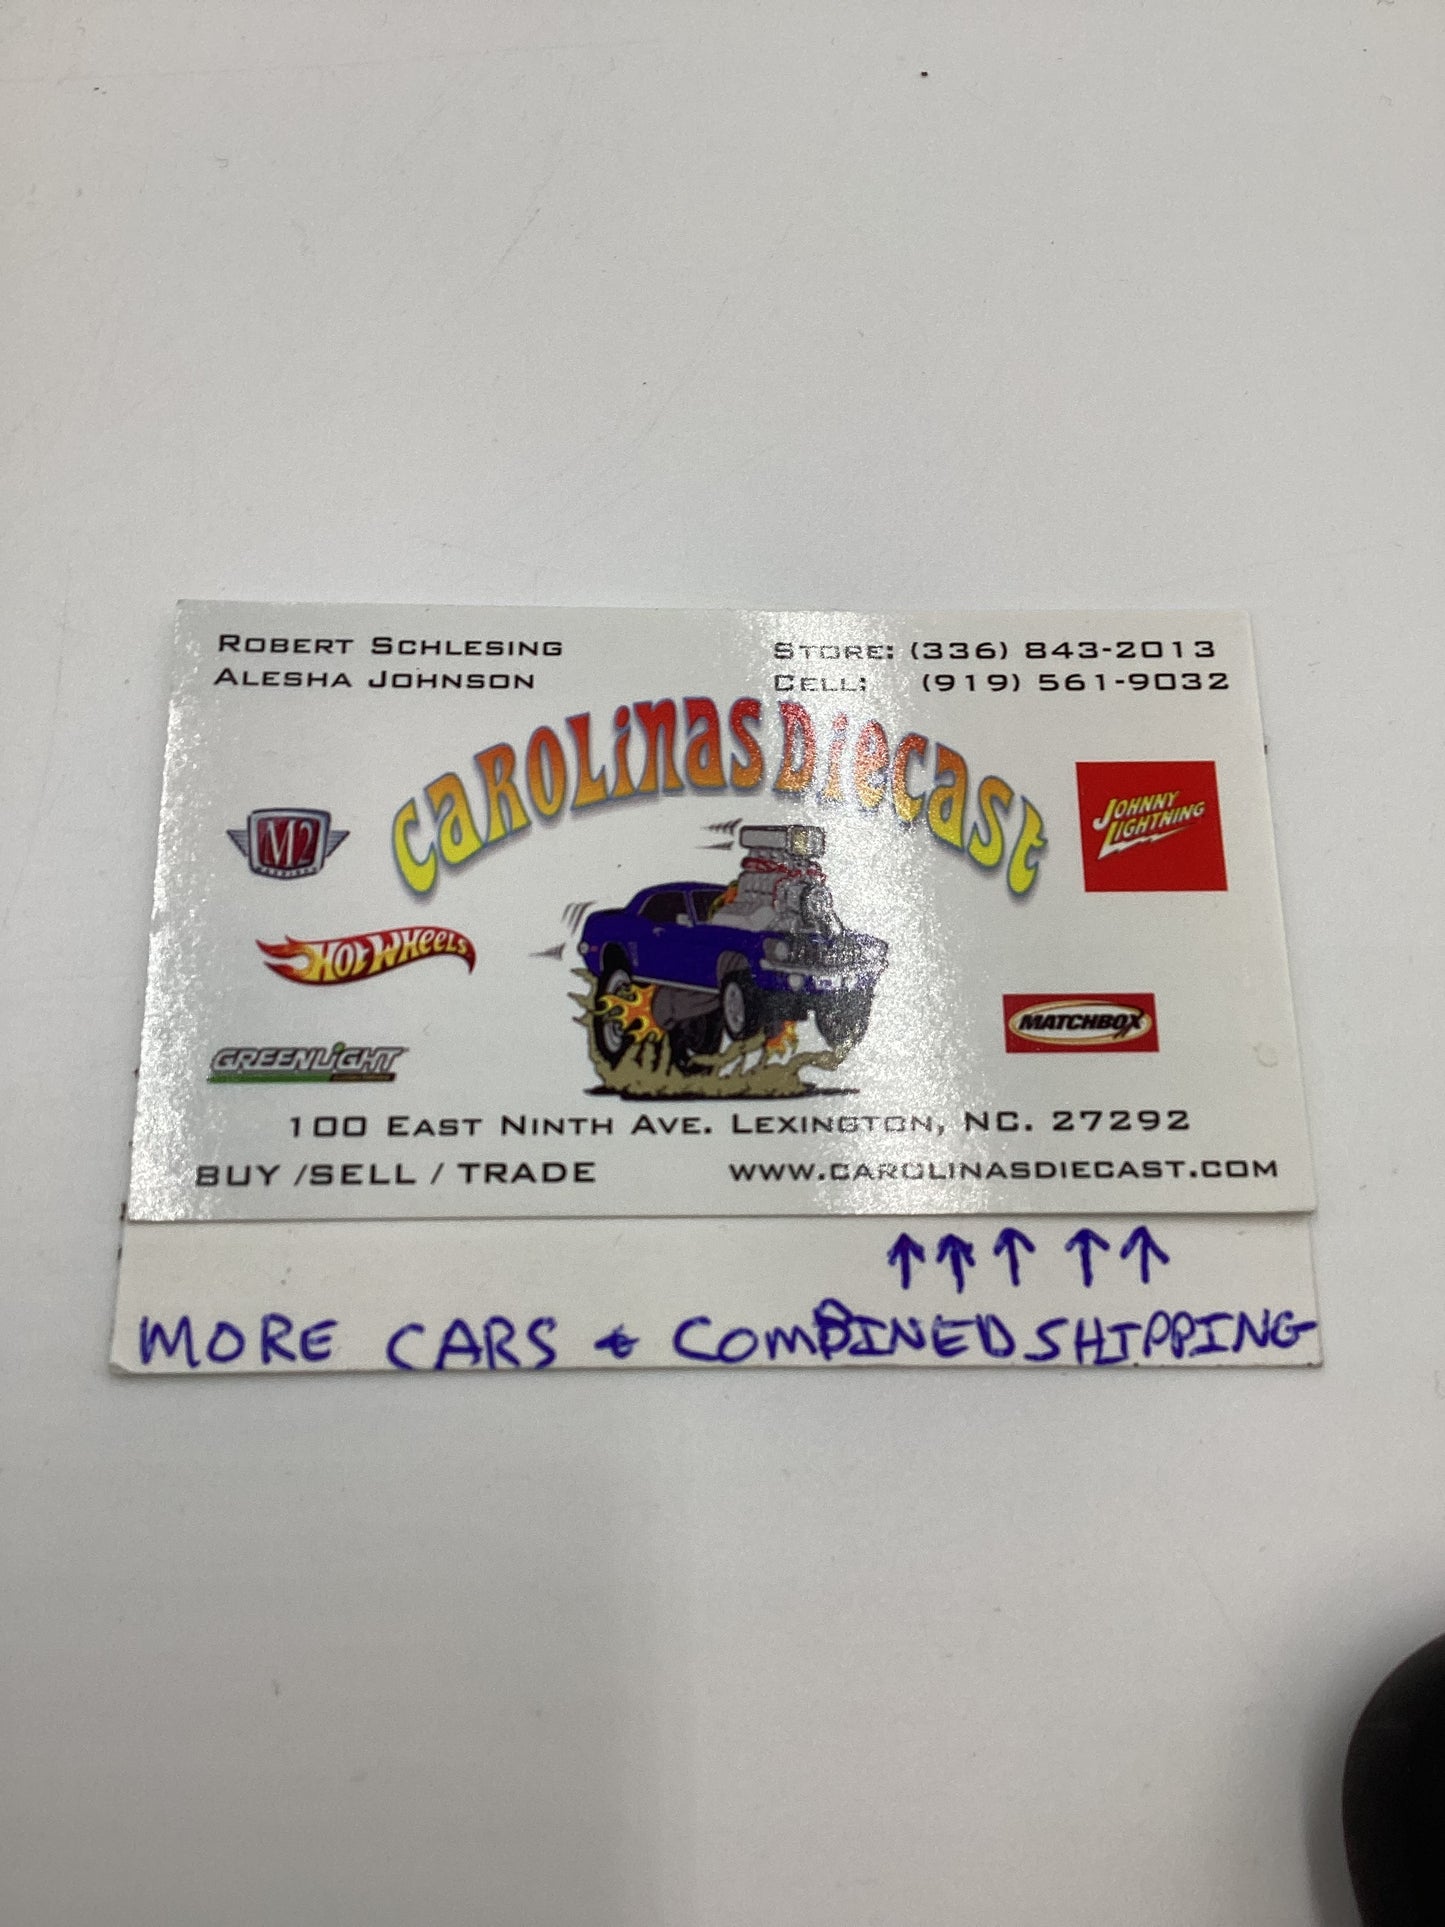 ROBERT SCHLESING
ALESHA JOHNSON
STORE: (336) 843-2013
CELL: (919) 561-9032
CAROLINAS DIECAST
M2
JOHNNY
LIGHTNING
HOT WHEELS
MATCHBOX
GREENLIGHT
100 EAST NINTH AVE. LEXINGTON, NC. 27292
BUY /SELL / TRADE
WWW.CAROLINASDIECAST.COM
↑↑↑ ↑↑
MORE CARS & COMBINED SHIPPING